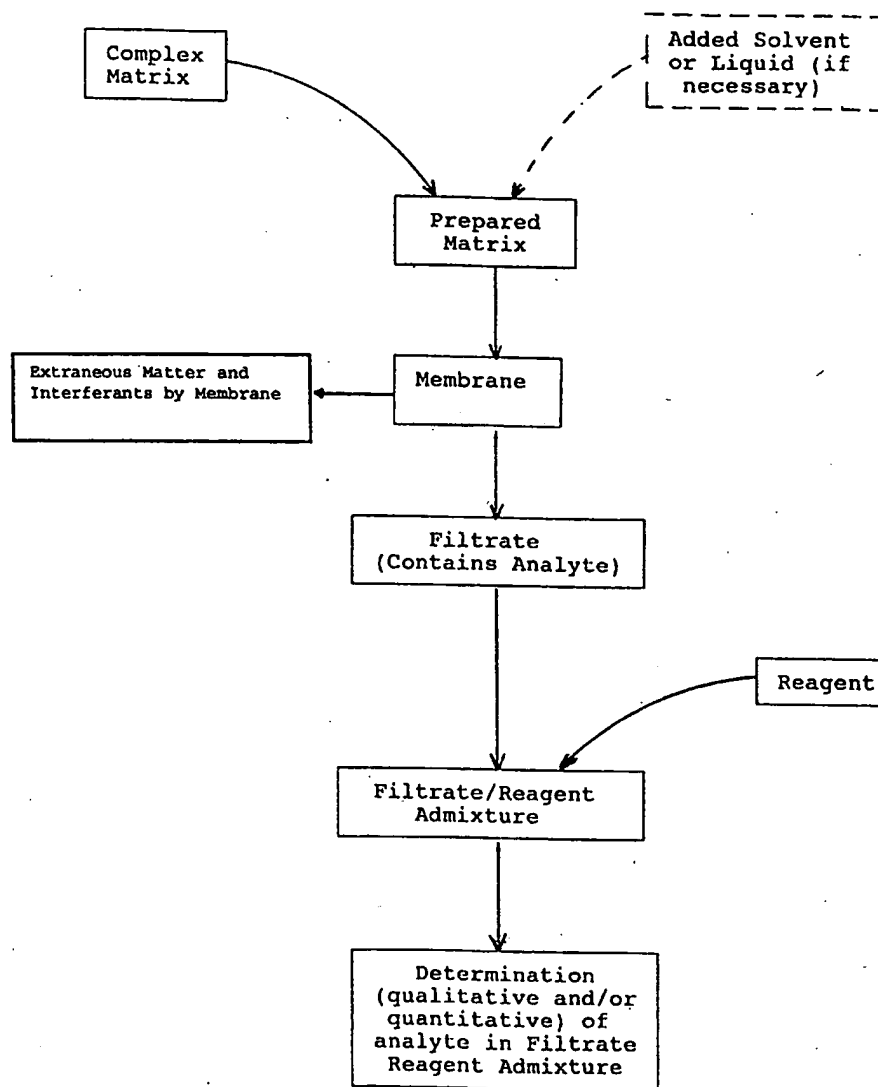 Complex
Matrix
Added Solvent
or Liquid (if
necessary)
Prepared
Matrix
Extraneous Matter and
Interferants by Membrane
Membrane
Filtrate
(Contains Analyte)
Reagent
Filtrate/Reagent
Admixture
Determination
(qualitative and/or
quantitative) of
analyte in Filtrate
Reagent Admixture